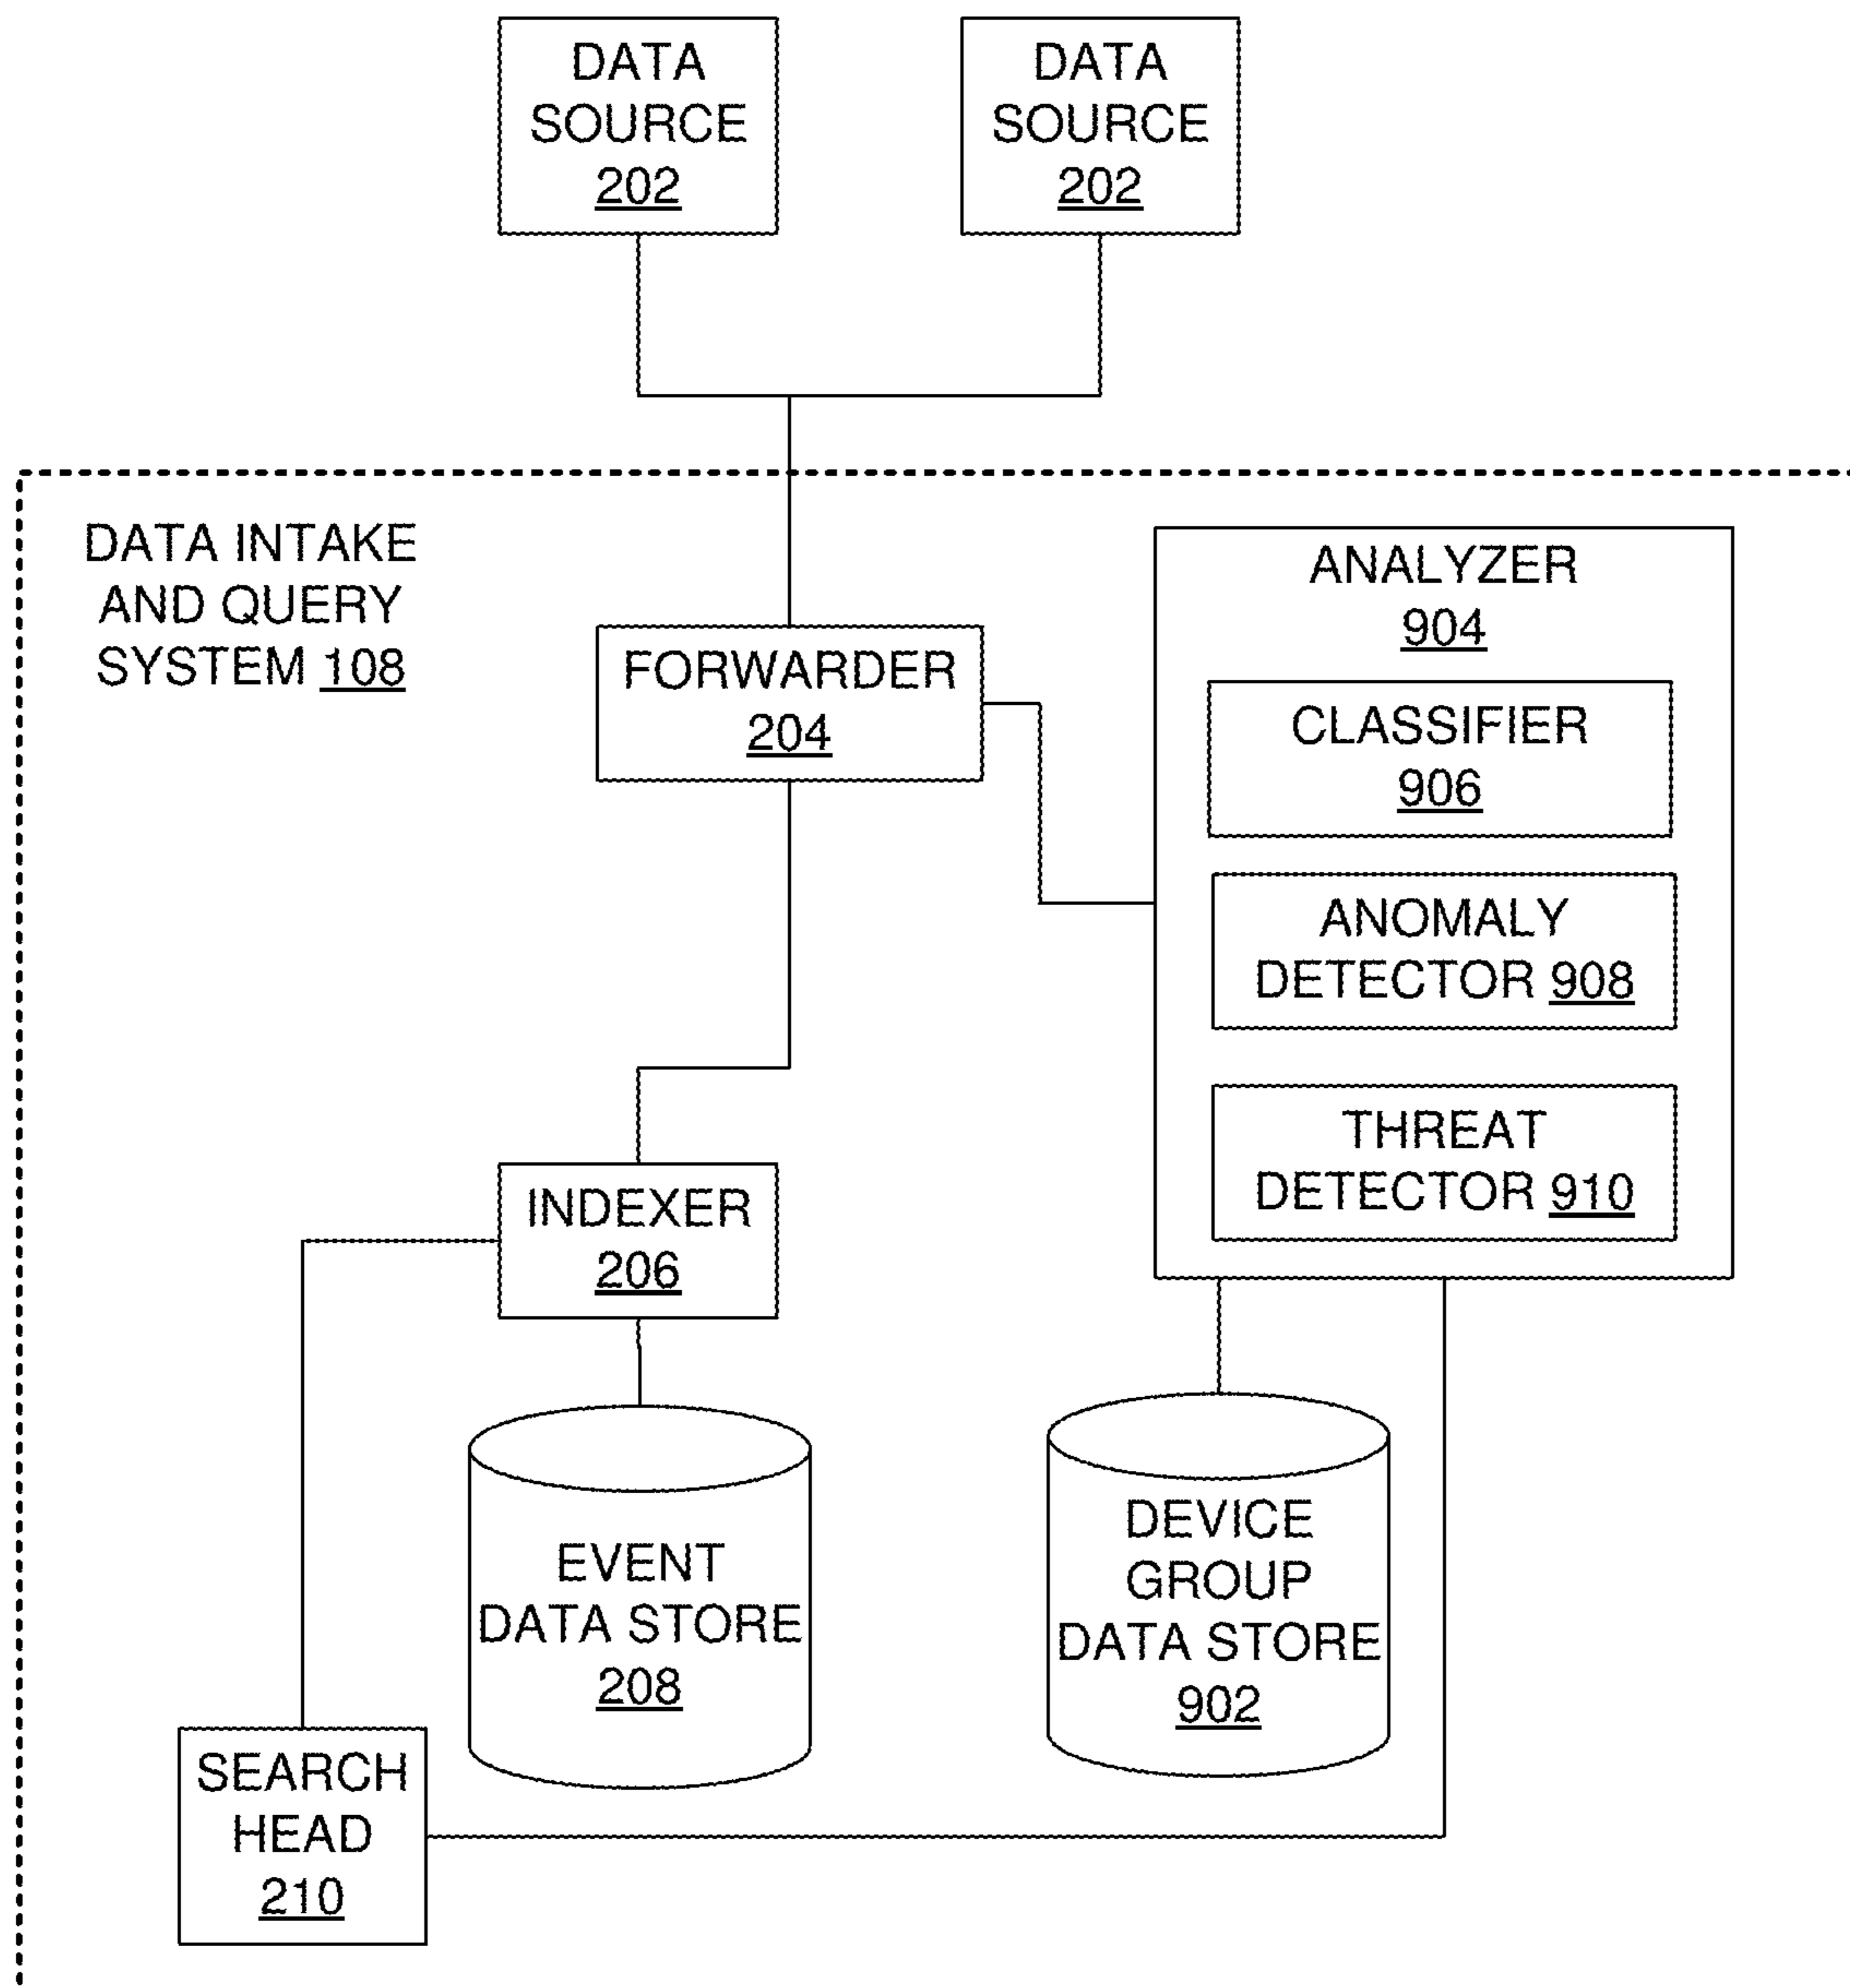 DATA
SOURCE
202
DATA
SOURCE
202
DATA INTAKE
AND QUERY
SYSTEM 108
FORWARDER
204
ANALYZER
904
CLASSIFIER
906
ANOMALY
DETECTOR 908
THREAT
DETECTOR 910
INDEXER
206
EVENT
DATA STORE
208
DEVICE
GROUP
DATA STORE
902
SEARCH
HEAD
210